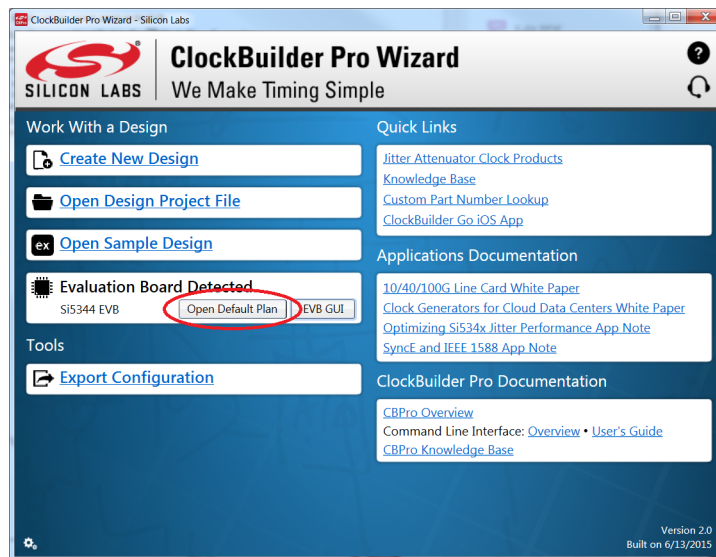 ClockBuilder Pro Wizard - Silicon Labs
SILICON LABS
ClockBuilder Pro Wizard
We Make Timing Simple
?
Work With a Design
Create New Design
Open Design Project File
ex Open Sample Design
Evaluation Board Detected
Si5344 EVB Open Default Plan EVB GUI
Tools
Export Configuration
Quick Links
Jitter Attenuator Clock Products
Knowledge Base
Custom Part Number Lookup
ClockBuilder Go iOS App
Applications Documentation
10/40/100G Line Card White Paper
Clock Generators for Cloud Data Centers White Paper
Optimizing Si534x Jitter Performance App Note
SyncE and IEEE 1588 App Note
ClockBuilder Pro Documentation
CBPro Overview
Command Line Interface: Overview • User's Guide
CBPro Knowledge Base
Version 2.0
Built on 6/13/2015